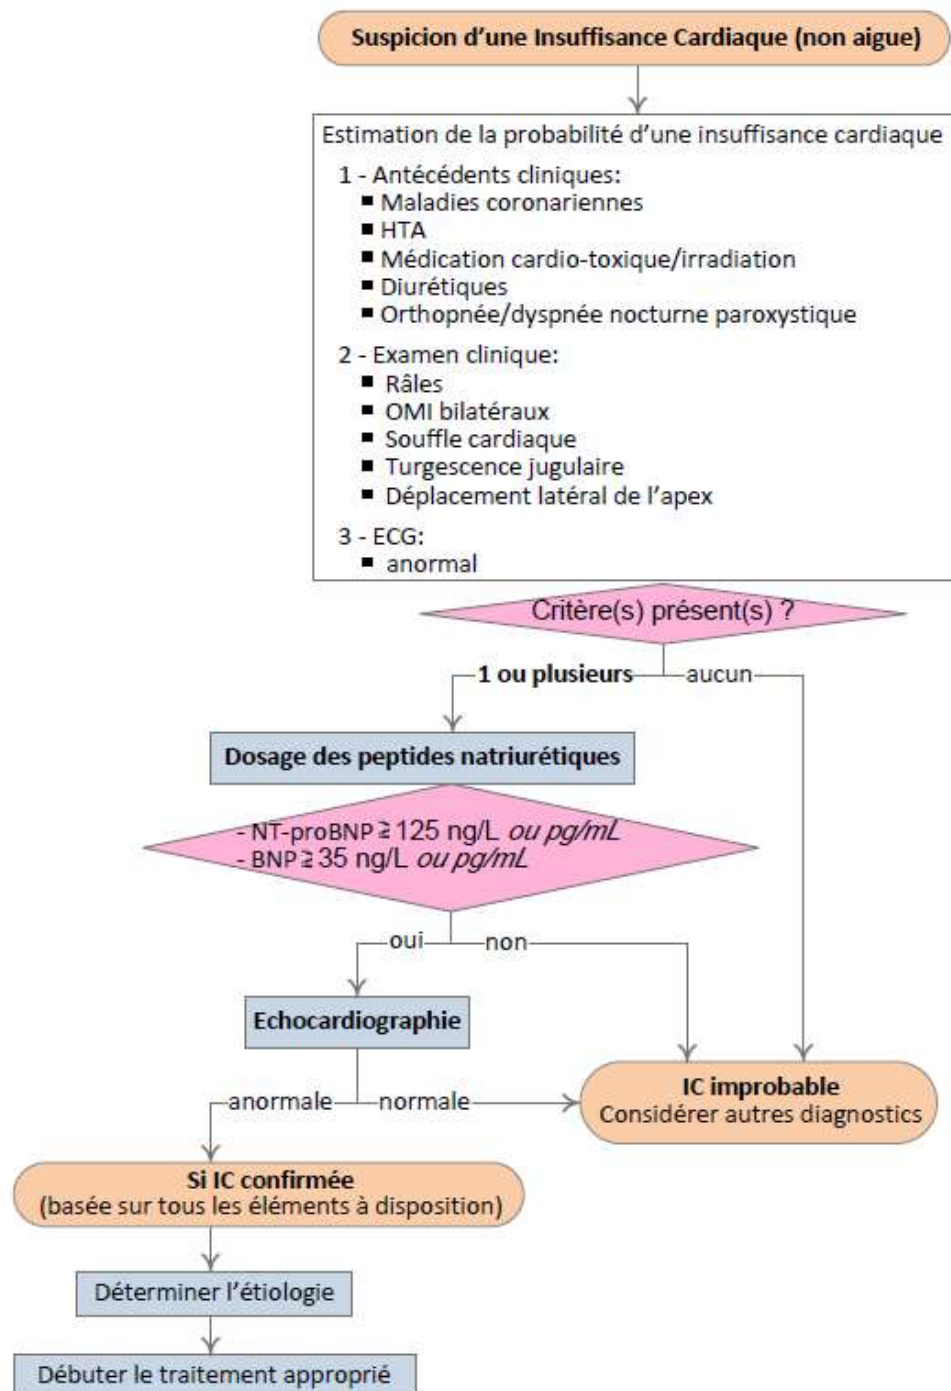 Suspicion d'une Insuffisance Cardiaque (non aigue)
Estimation de la probabilité d'une insuffisance cardiaque
1 - Antécédents cliniques:
▪ Maladies coronariennes
▪ HTA
▪ Médication cardio-toxique/irradiation
▪ Diurétiques
▪ Orthopnée/dyspnée nocturne paroxystique
2 - Examen clinique:
▪ Râles
▪ OMI bilatéraux
▪ Souffle cardiaque
▪ Turgescence jugulaire
▪ Déplacement latéral de l'apex
3 - ECG:
▪ anormal
Critère(s) présent(s) ?
1 ou plusieurs
aucun
Dosage des peptides natriurétiques
- NT-proBNP ≧ 125 ng/L ou pg/mL
- BNP ≧ 35 ng/L ou pg/mL
oui
non
Echocardiographie
IC improbable
Considérer autres diagnostics
anormale
normale
Si IC confirmée
(basée sur tous les éléments à disposition)
Déterminer l'étiologie
Débuter le traitement approprié